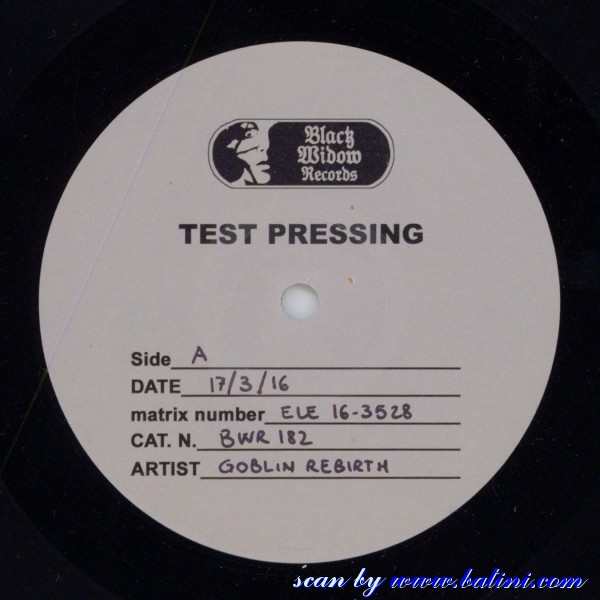 Black
Widow
Records
TEST PRESSING
Side A
DATE 17/3/16
matrix number ELE 16-3528
CAT. N. BWR 182
ARTIST GOBLIN REBIRTH
scan by www.batini.com